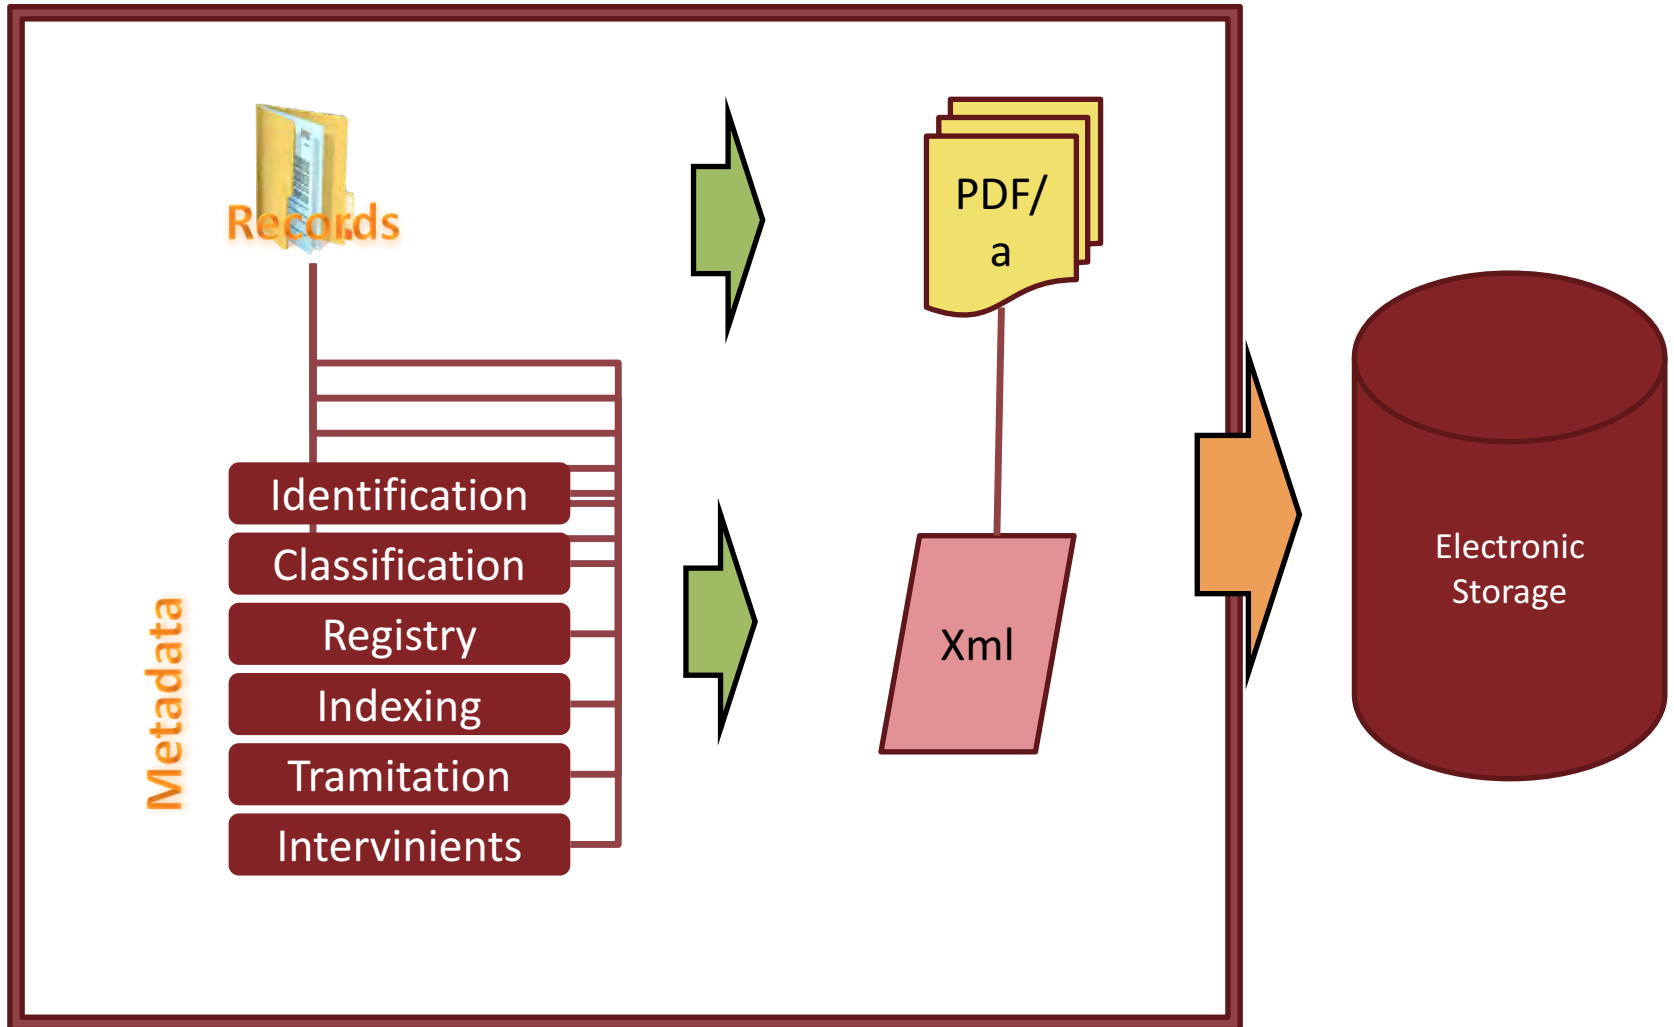 Records
PDF/
a
Identification
Classification
Registry
Indexing
Tramitation
Intervinients
Metadata
Xml
Electronic
Storage